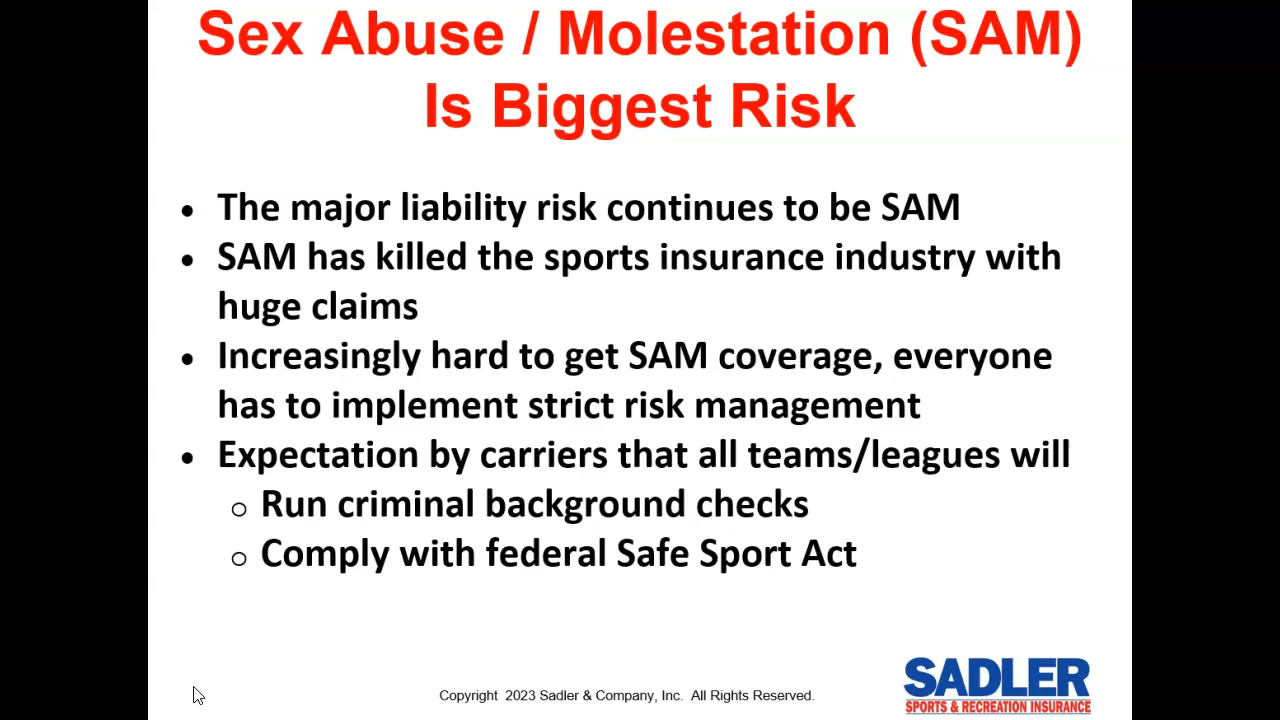 Sex Abuse / Molestation (SAM)
Is Biggest Risk
• The major liability risk continues to be SAM
• SAM has killed the sports insurance industry with
huge claims
• Increasingly hard to get SAM coverage, everyone
has to implement strict risk management
• Expectation by carriers that all teams/leagues will
o Run criminal background checks
o Comply with federal Safe Sport Act
Copyright 2023 Sadler & Company, Inc. All Rights Reserved.
SADLER
SPORTS & RECREATION INSURANCE